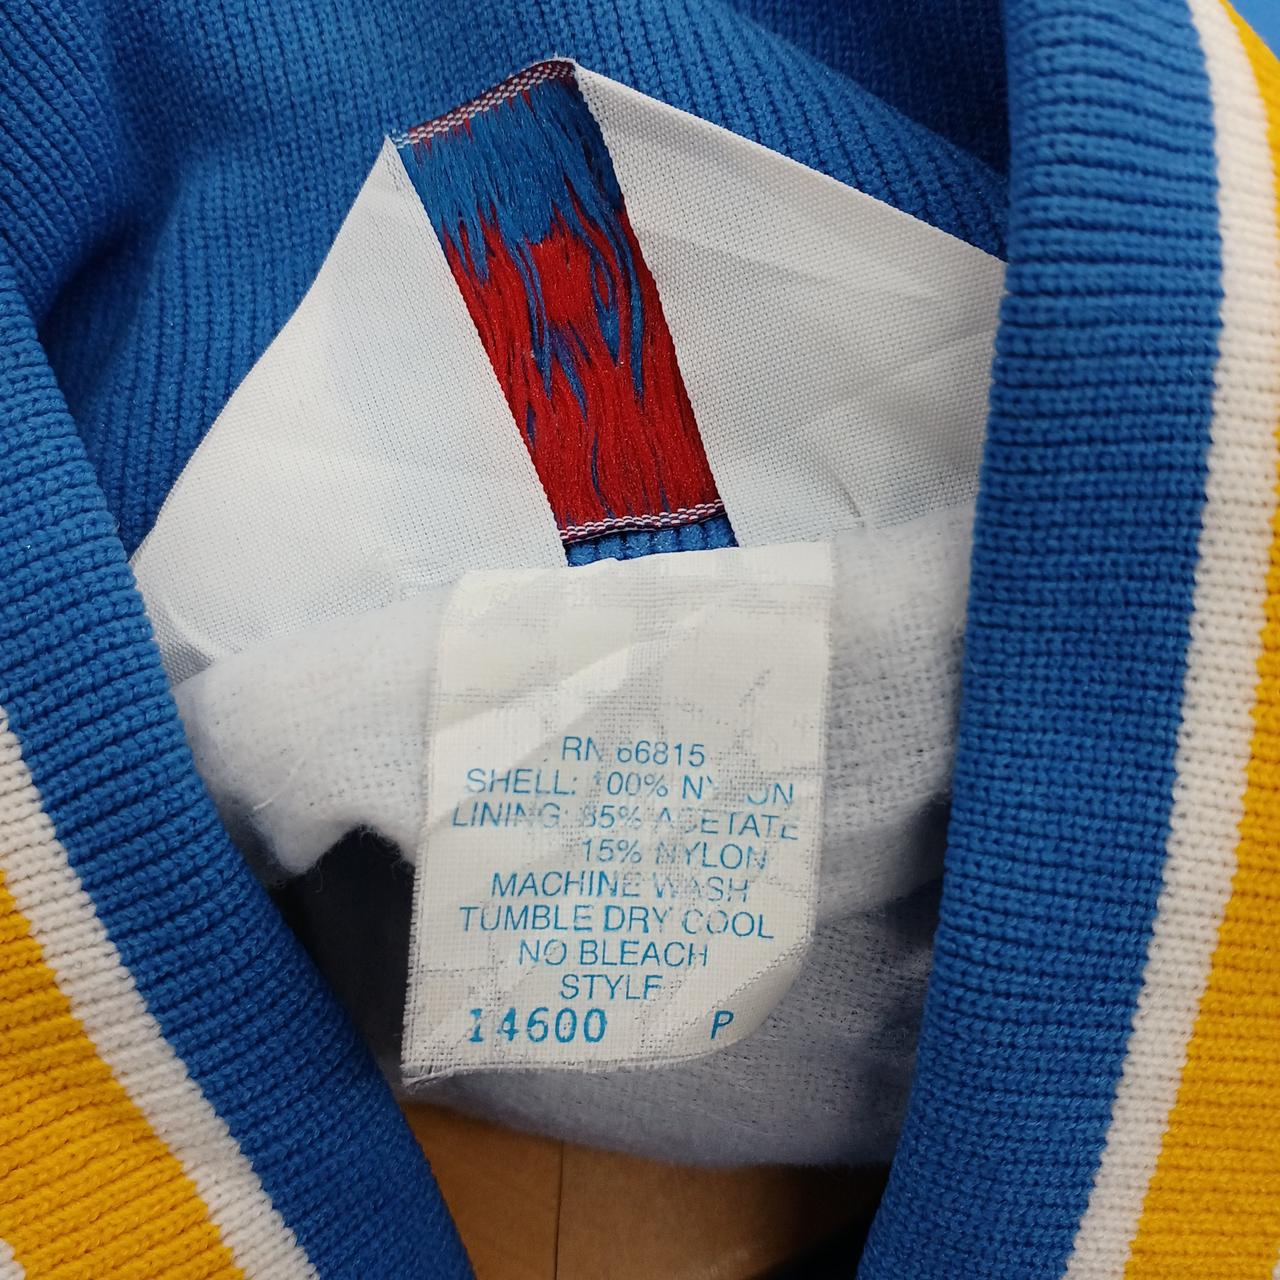 RN 66815
SHELL: 100% NYLON
LINING: 85% ACETATE
15% NYLON
MACHINE WASH
TUMBLE DRY COOL
NO BLEACH
STYLE
14600 P